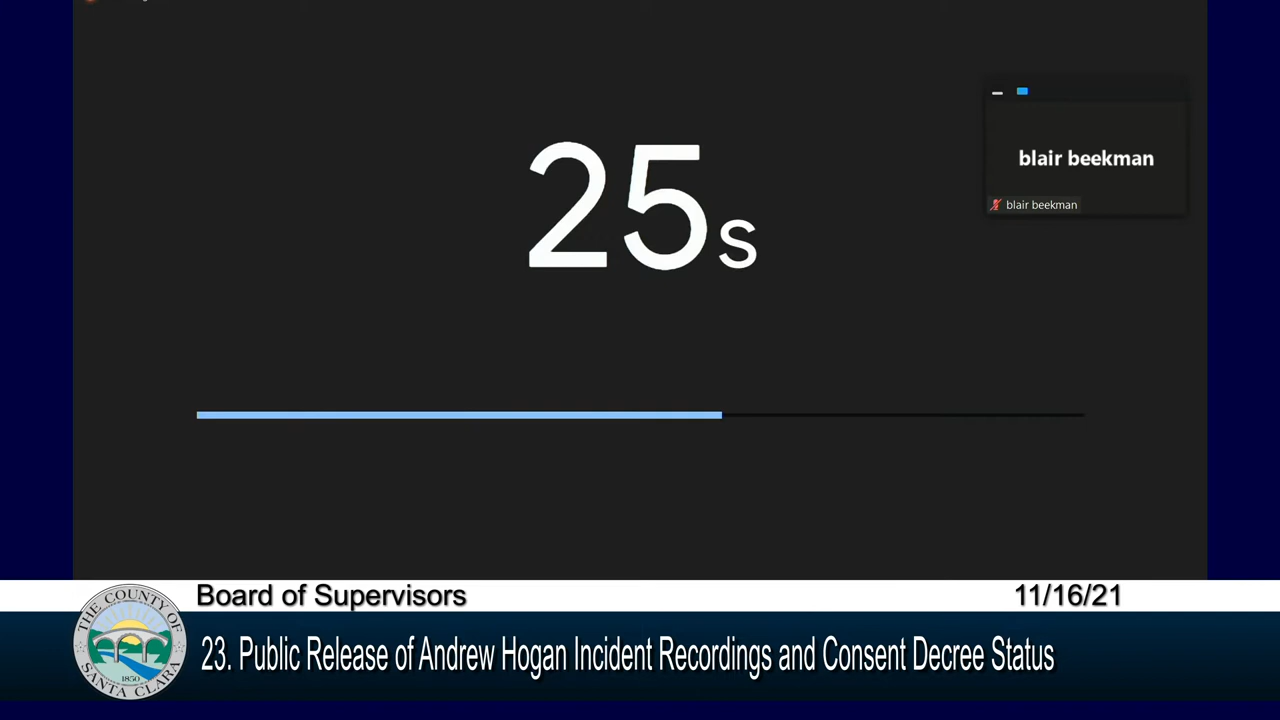 25s
blair beekman
blair beekman
Board of Supervisors
11/16/21
THE COUNTY OF
SANTA CLARA
1850
23. Public Release of Andrew Hogan Incident Recordings and Consent Decree Status